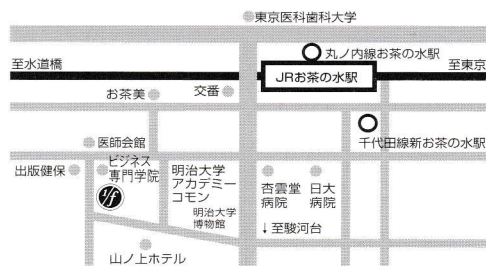 東京医科歯科大学
丸ノ内線お茶の水駅
至水道橋
JRお茶の水駅
至東京
お茶美
交番
千代田線新お茶の水駅
医師会館
出版健保
ビジネス
専門学院
明治大学
アカデミー
コモン
明治大学
博物館
杏雲堂
病院
日大
病院
1/f
↓至駿河台
山ノ上ホテル